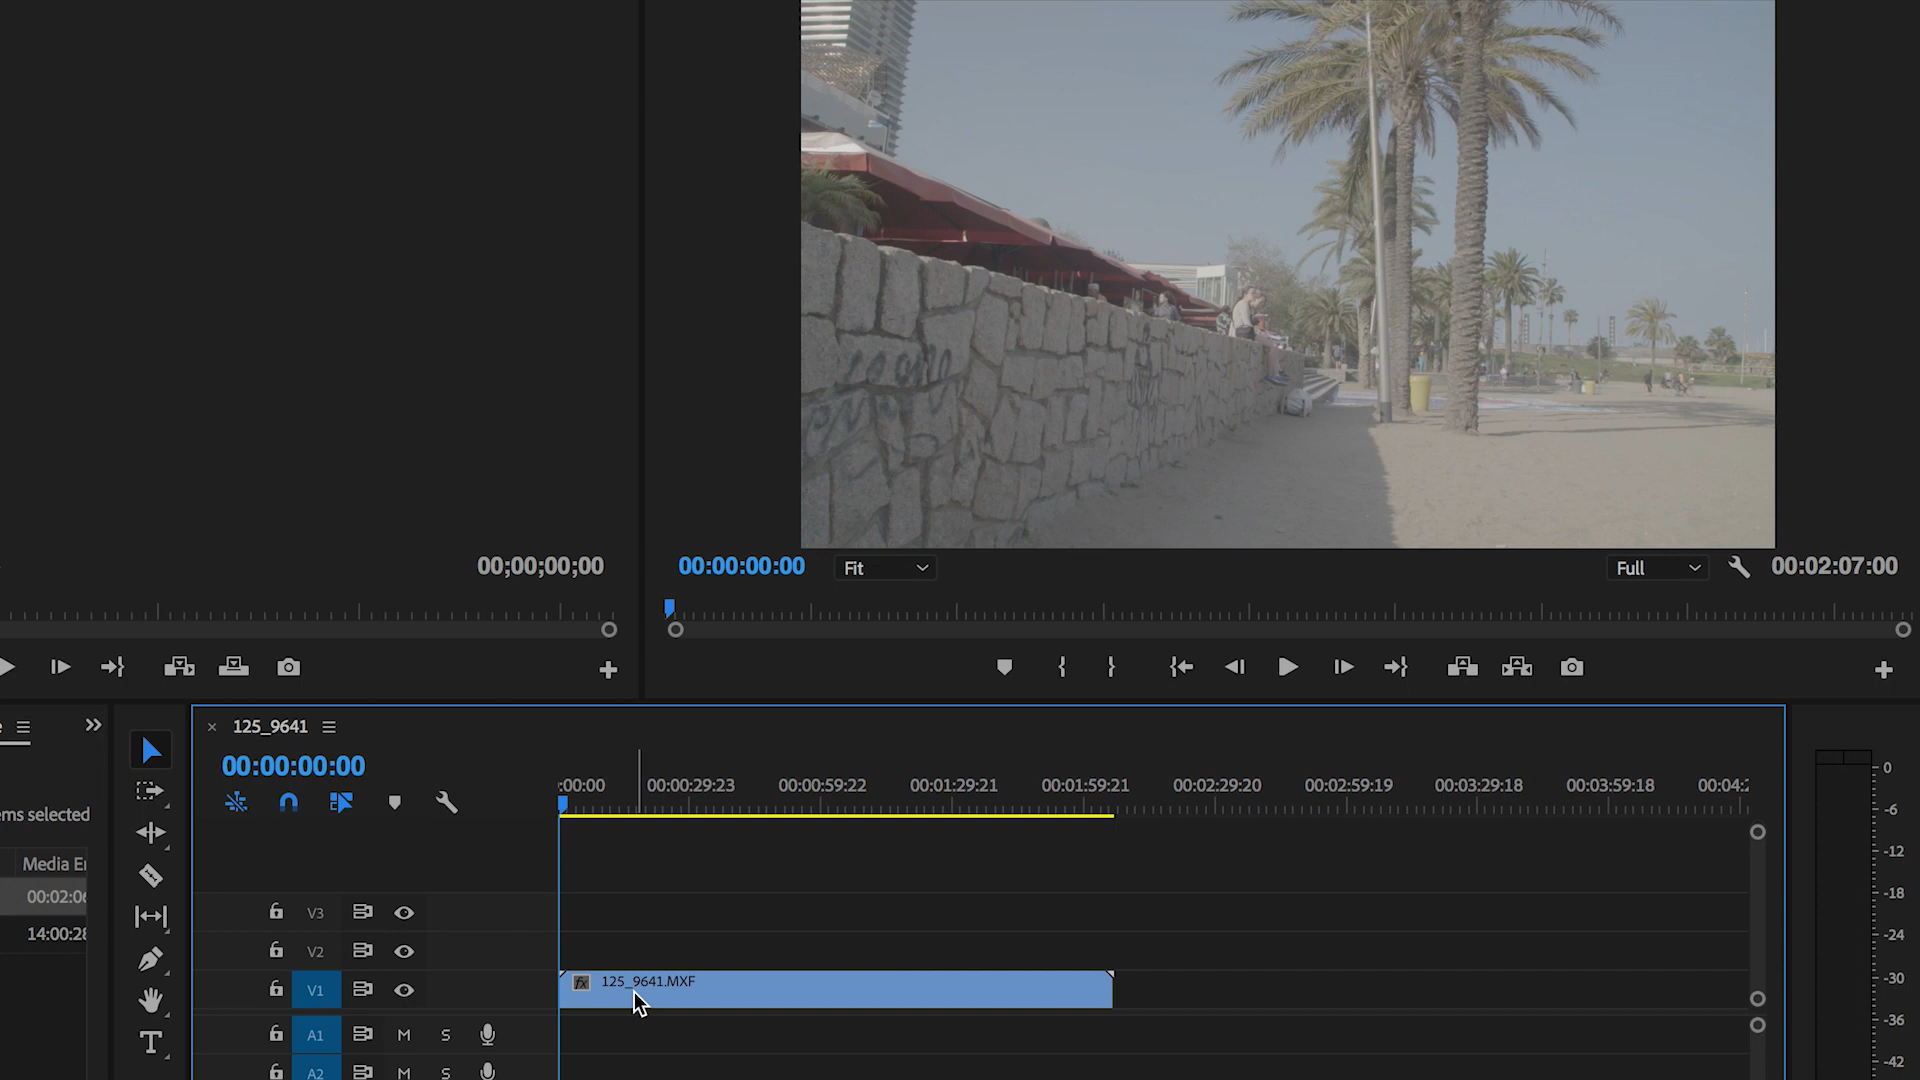 00;00;00;00
00:00:00:00
Fit
Full
00:02:07:00
125_9641
00:00:00:00
:00:00
00:00:29:23
00:00:59:22
00:01:29:21
00:01:59:21
00:02:29:20
00:02:59:19
00:03:29:18
00:03:59:18
00:04:2
ems selected
Media En
00:02:06
14:00:28
V3
V2
V1
fx 125_9641.MXF
A1 M S
A2 M S
T
0
-6
-12
-18
-24
-30
-36
-42